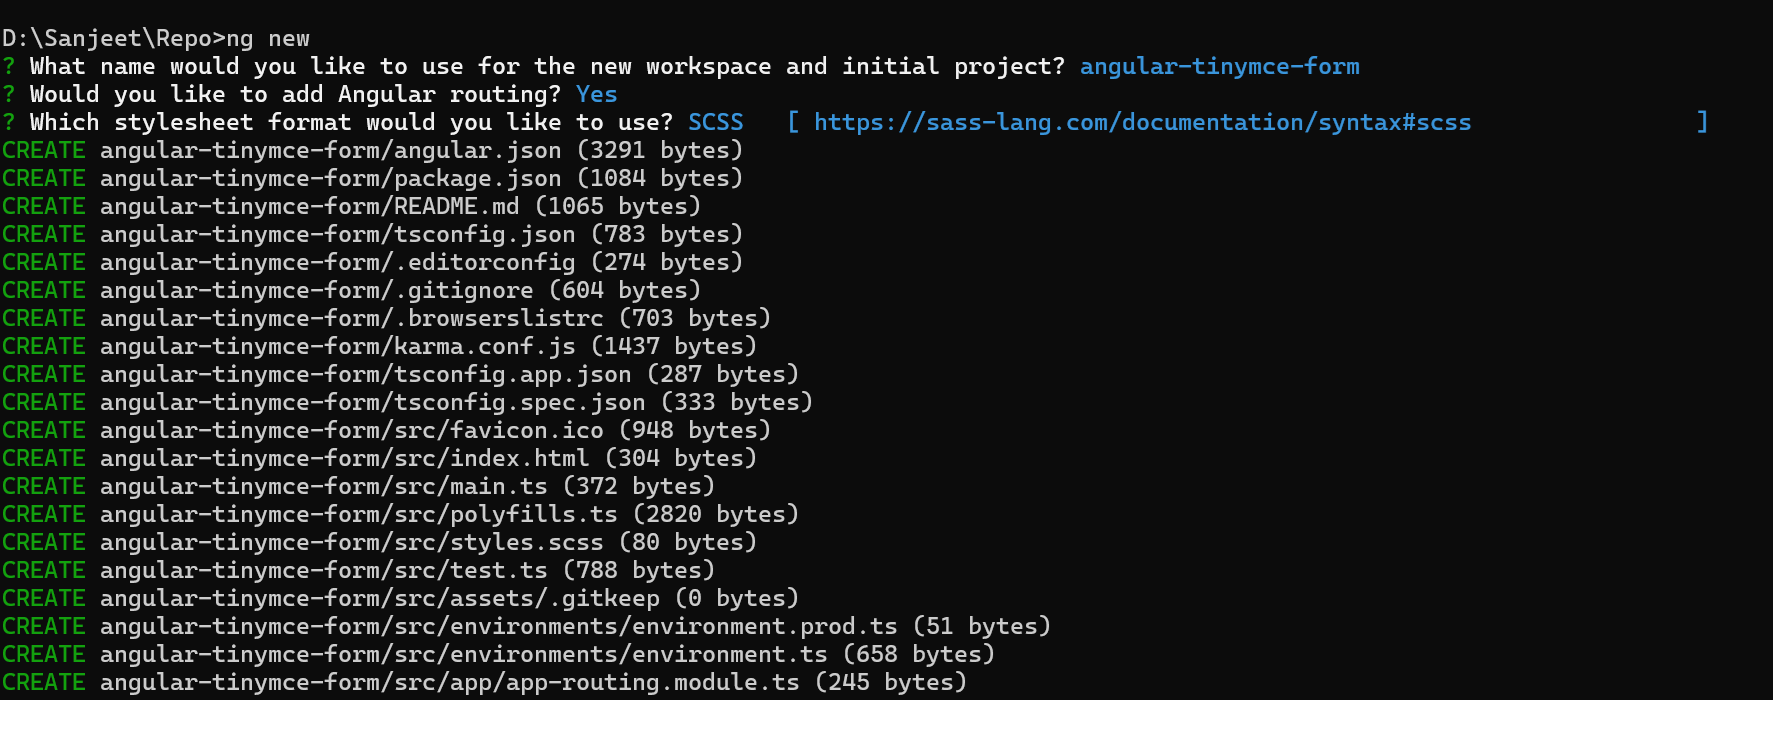 D:\Sanjeet\Repo>ng new
? What name would you like to use for the new workspace and initial project? angular-tinymce-form
? Would you like to add Angular routing? Yes
? Which stylesheet format would you like to use? SCSS   [ https://sass-lang.com/documentation/syntax#scss                ]
CREATE angular-tinymce-form/angular.json (3291 bytes)
CREATE angular-tinymce-form/package.json (1084 bytes)
CREATE angular-tinymce-form/README.md (1065 bytes)
CREATE angular-tinymce-form/tsconfig.json (783 bytes)
CREATE angular-tinymce-form/.editorconfig (274 bytes)
CREATE angular-tinymce-form/.gitignore (604 bytes)
CREATE angular-tinymce-form/.browserslistrc (703 bytes)
CREATE angular-tinymce-form/karma.conf.js (1437 bytes)
CREATE angular-tinymce-form/tsconfig.app.json (287 bytes)
CREATE angular-tinymce-form/tsconfig.spec.json (333 bytes)
CREATE angular-tinymce-form/src/favicon.ico (948 bytes)
CREATE angular-tinymce-form/src/index.html (304 bytes)
CREATE angular-tinymce-form/src/main.ts (372 bytes)
CREATE angular-tinymce-form/src/polyfills.ts (2820 bytes)
CREATE angular-tinymce-form/src/styles.scss (80 bytes)
CREATE angular-tinymce-form/src/test.ts (788 bytes)
CREATE angular-tinymce-form/src/assets/.gitkeep (0 bytes)
CREATE angular-tinymce-form/src/environments/environment.prod.ts (51 bytes)
CREATE angular-tinymce-form/src/environments/environment.ts (658 bytes)
CREATE angular-tinymce-form/src/app/app-routing.module.ts (245 bytes)